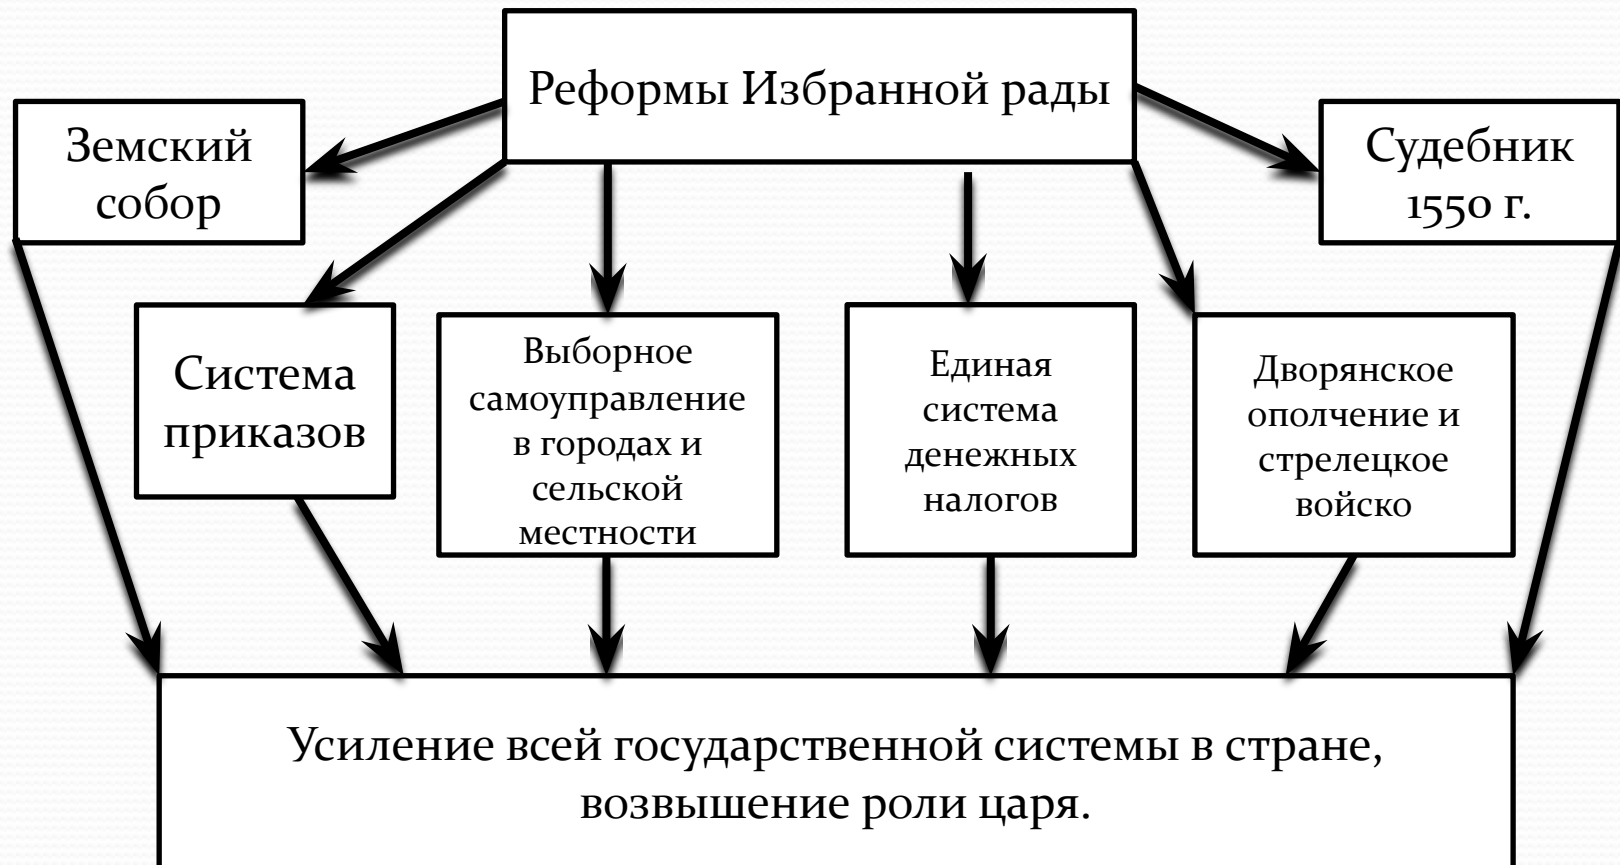 Реформы Избранной рады
Земский
собор
Судебник
1550 г.
Система
приказов
Выборное
самоуправление
в городах и
сельской
местности
Единая
система
денежных
налогов
Дворянское
ополчение и
стрелецкое
войско
Усиление всей государственной системы в стране,
возвышение роли царя.